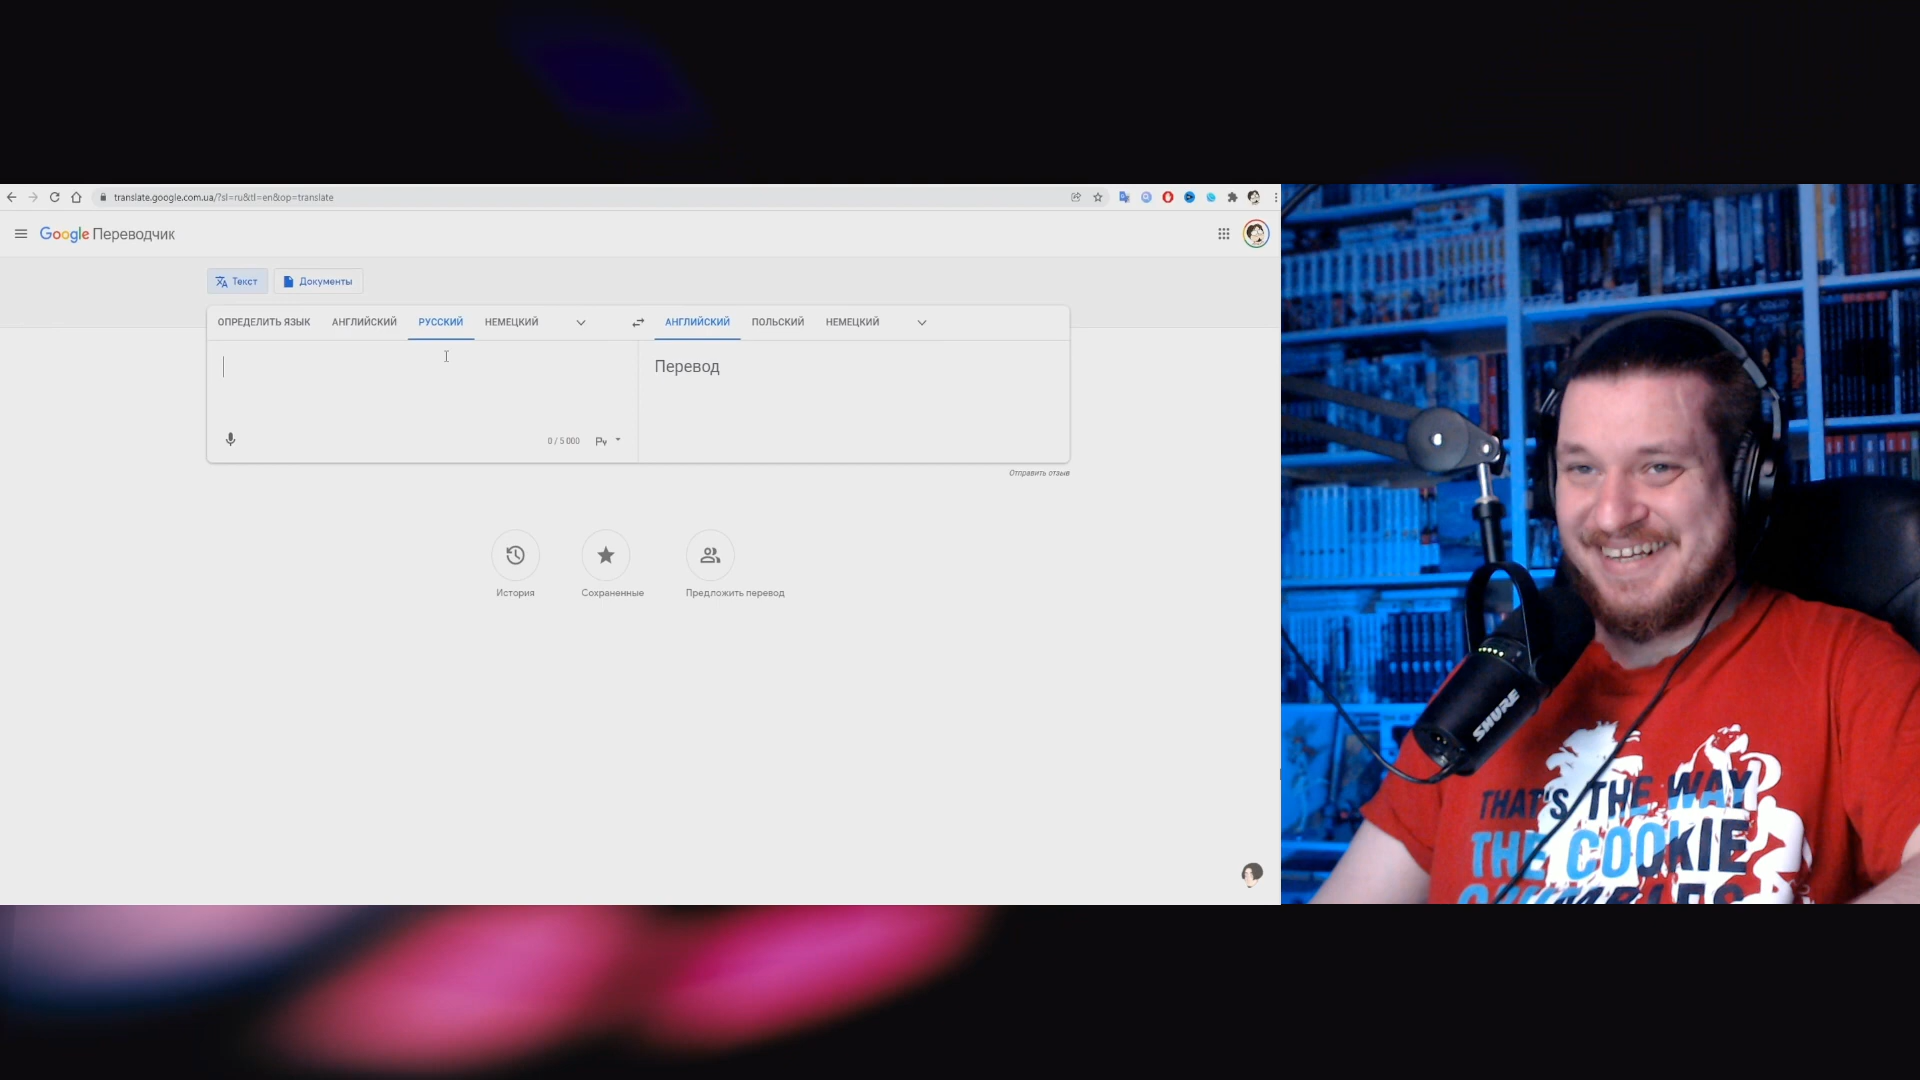 translate.google.com.ua/?sl=ru&tl=en&op=translate
Google Переводчик
Текст
Документы
ОПРЕДЕЛИТЬ ЯЗЫК
АНГЛИЙСКИЙ
РУССКИЙ
НЕМЕЦКИЙ
АНГЛИЙСКИЙ
ПОЛЬСКИЙ
НЕМЕЦКИЙ
Перевод
0 / 5 000
Отправить отзыв
История
Сохраненные
Предложить перевод
SHURE
THAT'S THE WAY
THE COOKIE